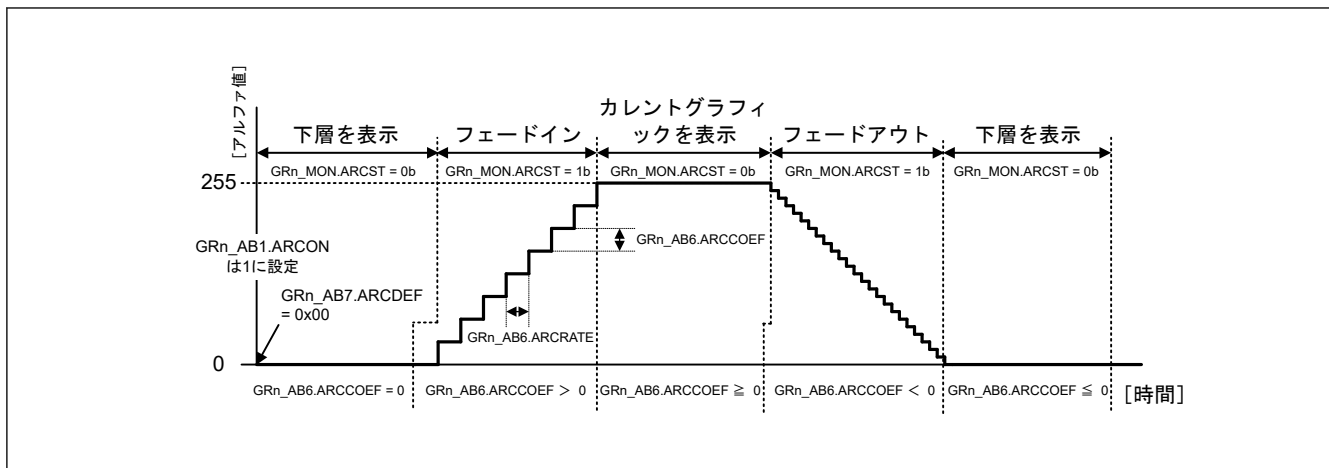 [アルファ値]
カレントグラフィ
ックを表示
下層を表示
フェードイン
フェードアウト
下層を表示
GRn_MON.ARCST = 0b
GRn_MON.ARCST = 1b
GRn_MON.ARCST = 0b
GRn_MON.ARCST = 1b
GRn_MON.ARCST = 0b
255
GRn_AB1.ARCON
は1に設定
GRn_AB6.ARCCOEF
GRn_AB7.ARCDEF
= 0x00
GRn_AB6.ARCRATE
0
GRn_AB6.ARCCOEF = 0
GRn_AB6.ARCCOEF ＞ 0
GRn_AB6.ARCCOEF ≧ 0
GRn_AB6.ARCCOEF ＜ 0
GRn_AB6.ARCCOEF ≦ 0
[時間]